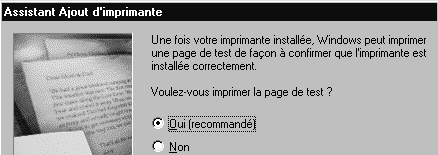 Assistant Ajout d'imprimante
Une fois votre imprimante installée, Windows peut imprimer
une page de test de façon à confirmer que l'imprimante est
installée correctement.
Voulez-vous imprimer la page de test ?
Oui (recommandé)
Non